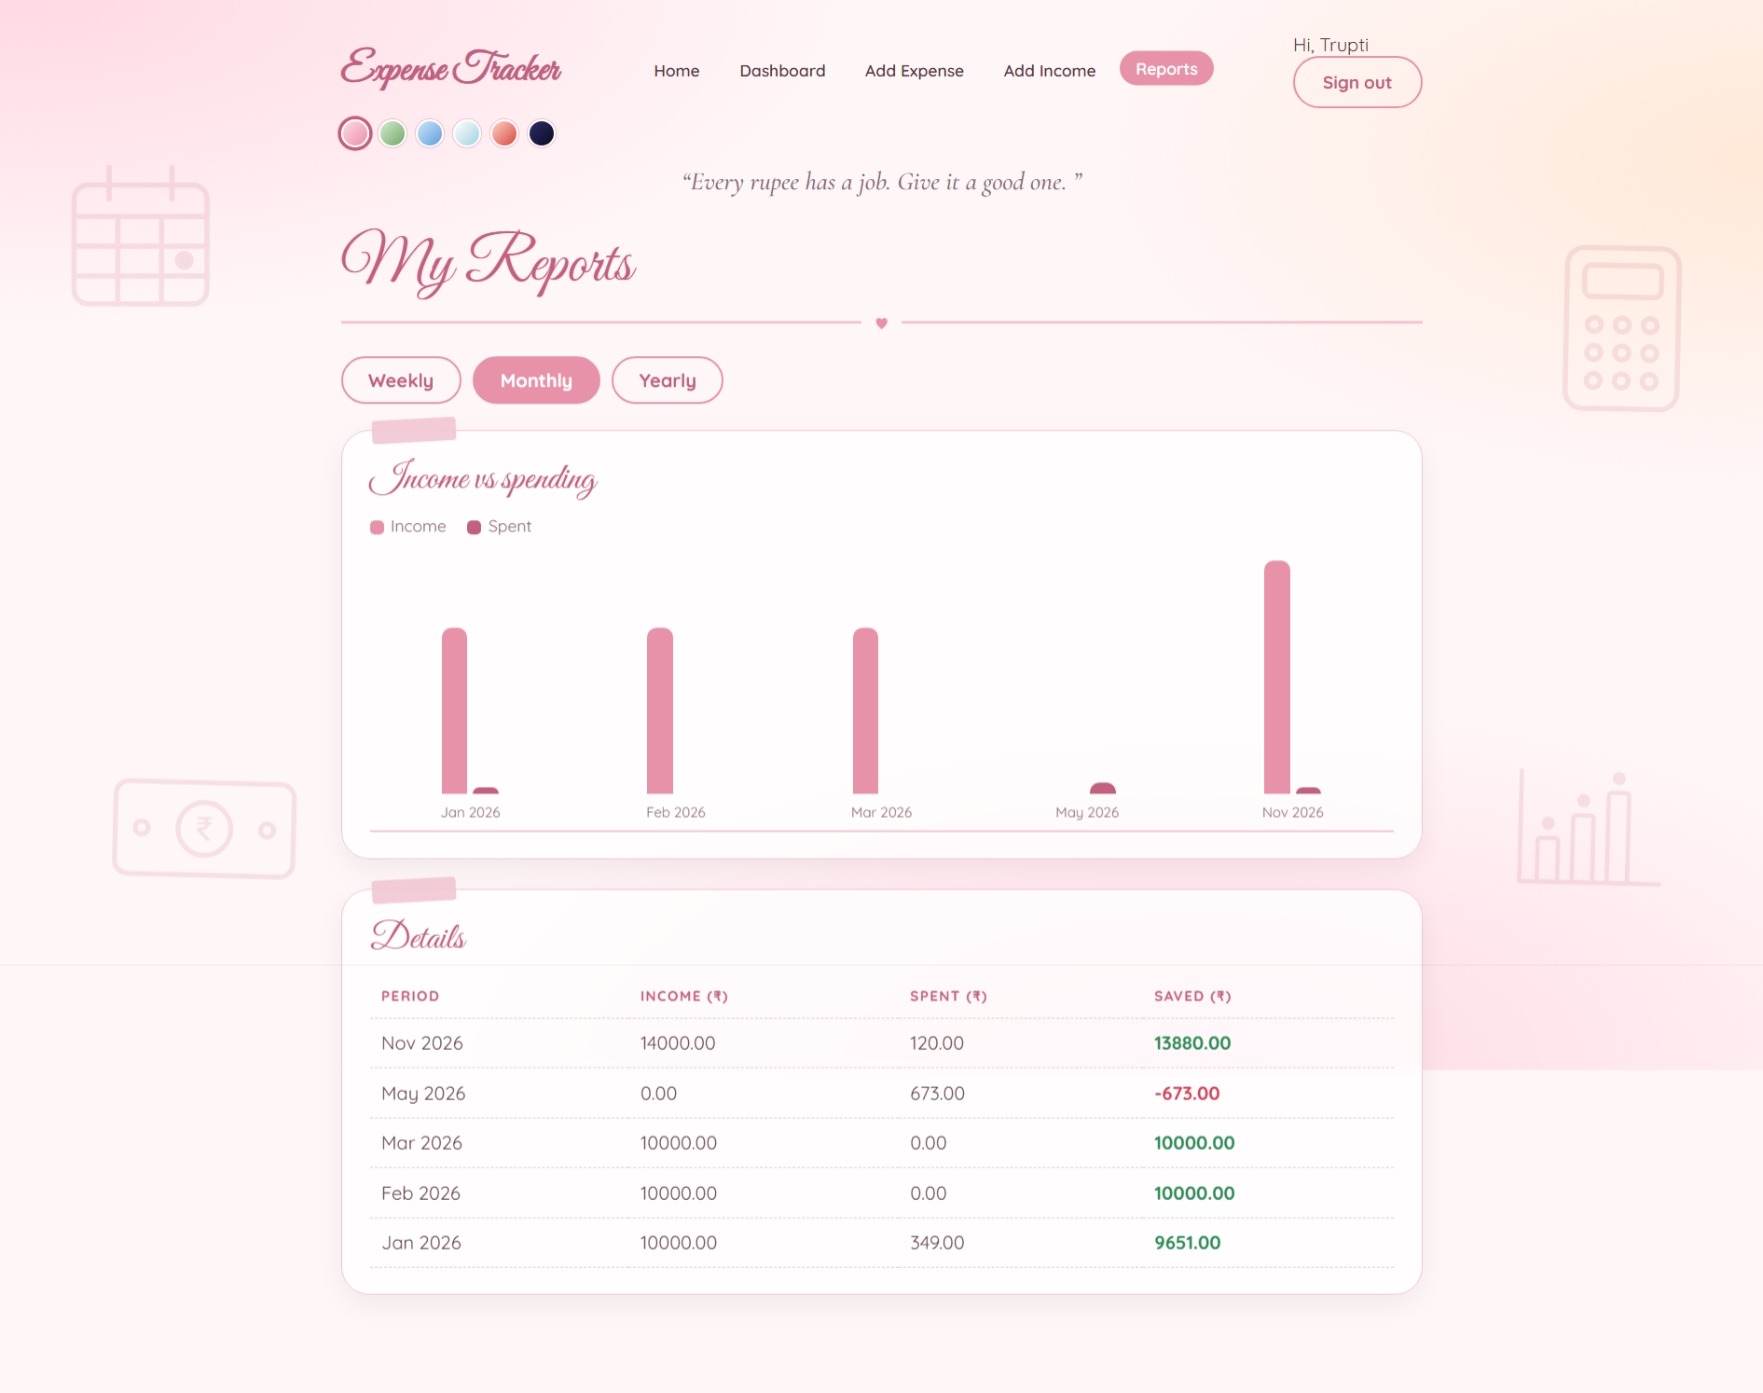 Expense Tracker
Home Dashboard Add Expense Add Income Reports
Hi, Trupti
Sign out
“Every rupee has a job. Give it a good one. ”
My Reports
Weekly Monthly Yearly
Income vs spending
Income Spent
Jan 2026 Feb 2026 Mar 2026 May 2026 Nov 2026
₹
Details
PERIOD INCOME (₹) SPENT (₹) SAVED (₹)
Nov 2026 14000.00 120.00 13880.00
May 2026 0.00 673.00 -673.00
Mar 2026 10000.00 0.00 10000.00
Feb 2026 10000.00 0.00 10000.00
Jan 2026 10000.00 349.00 9651.00